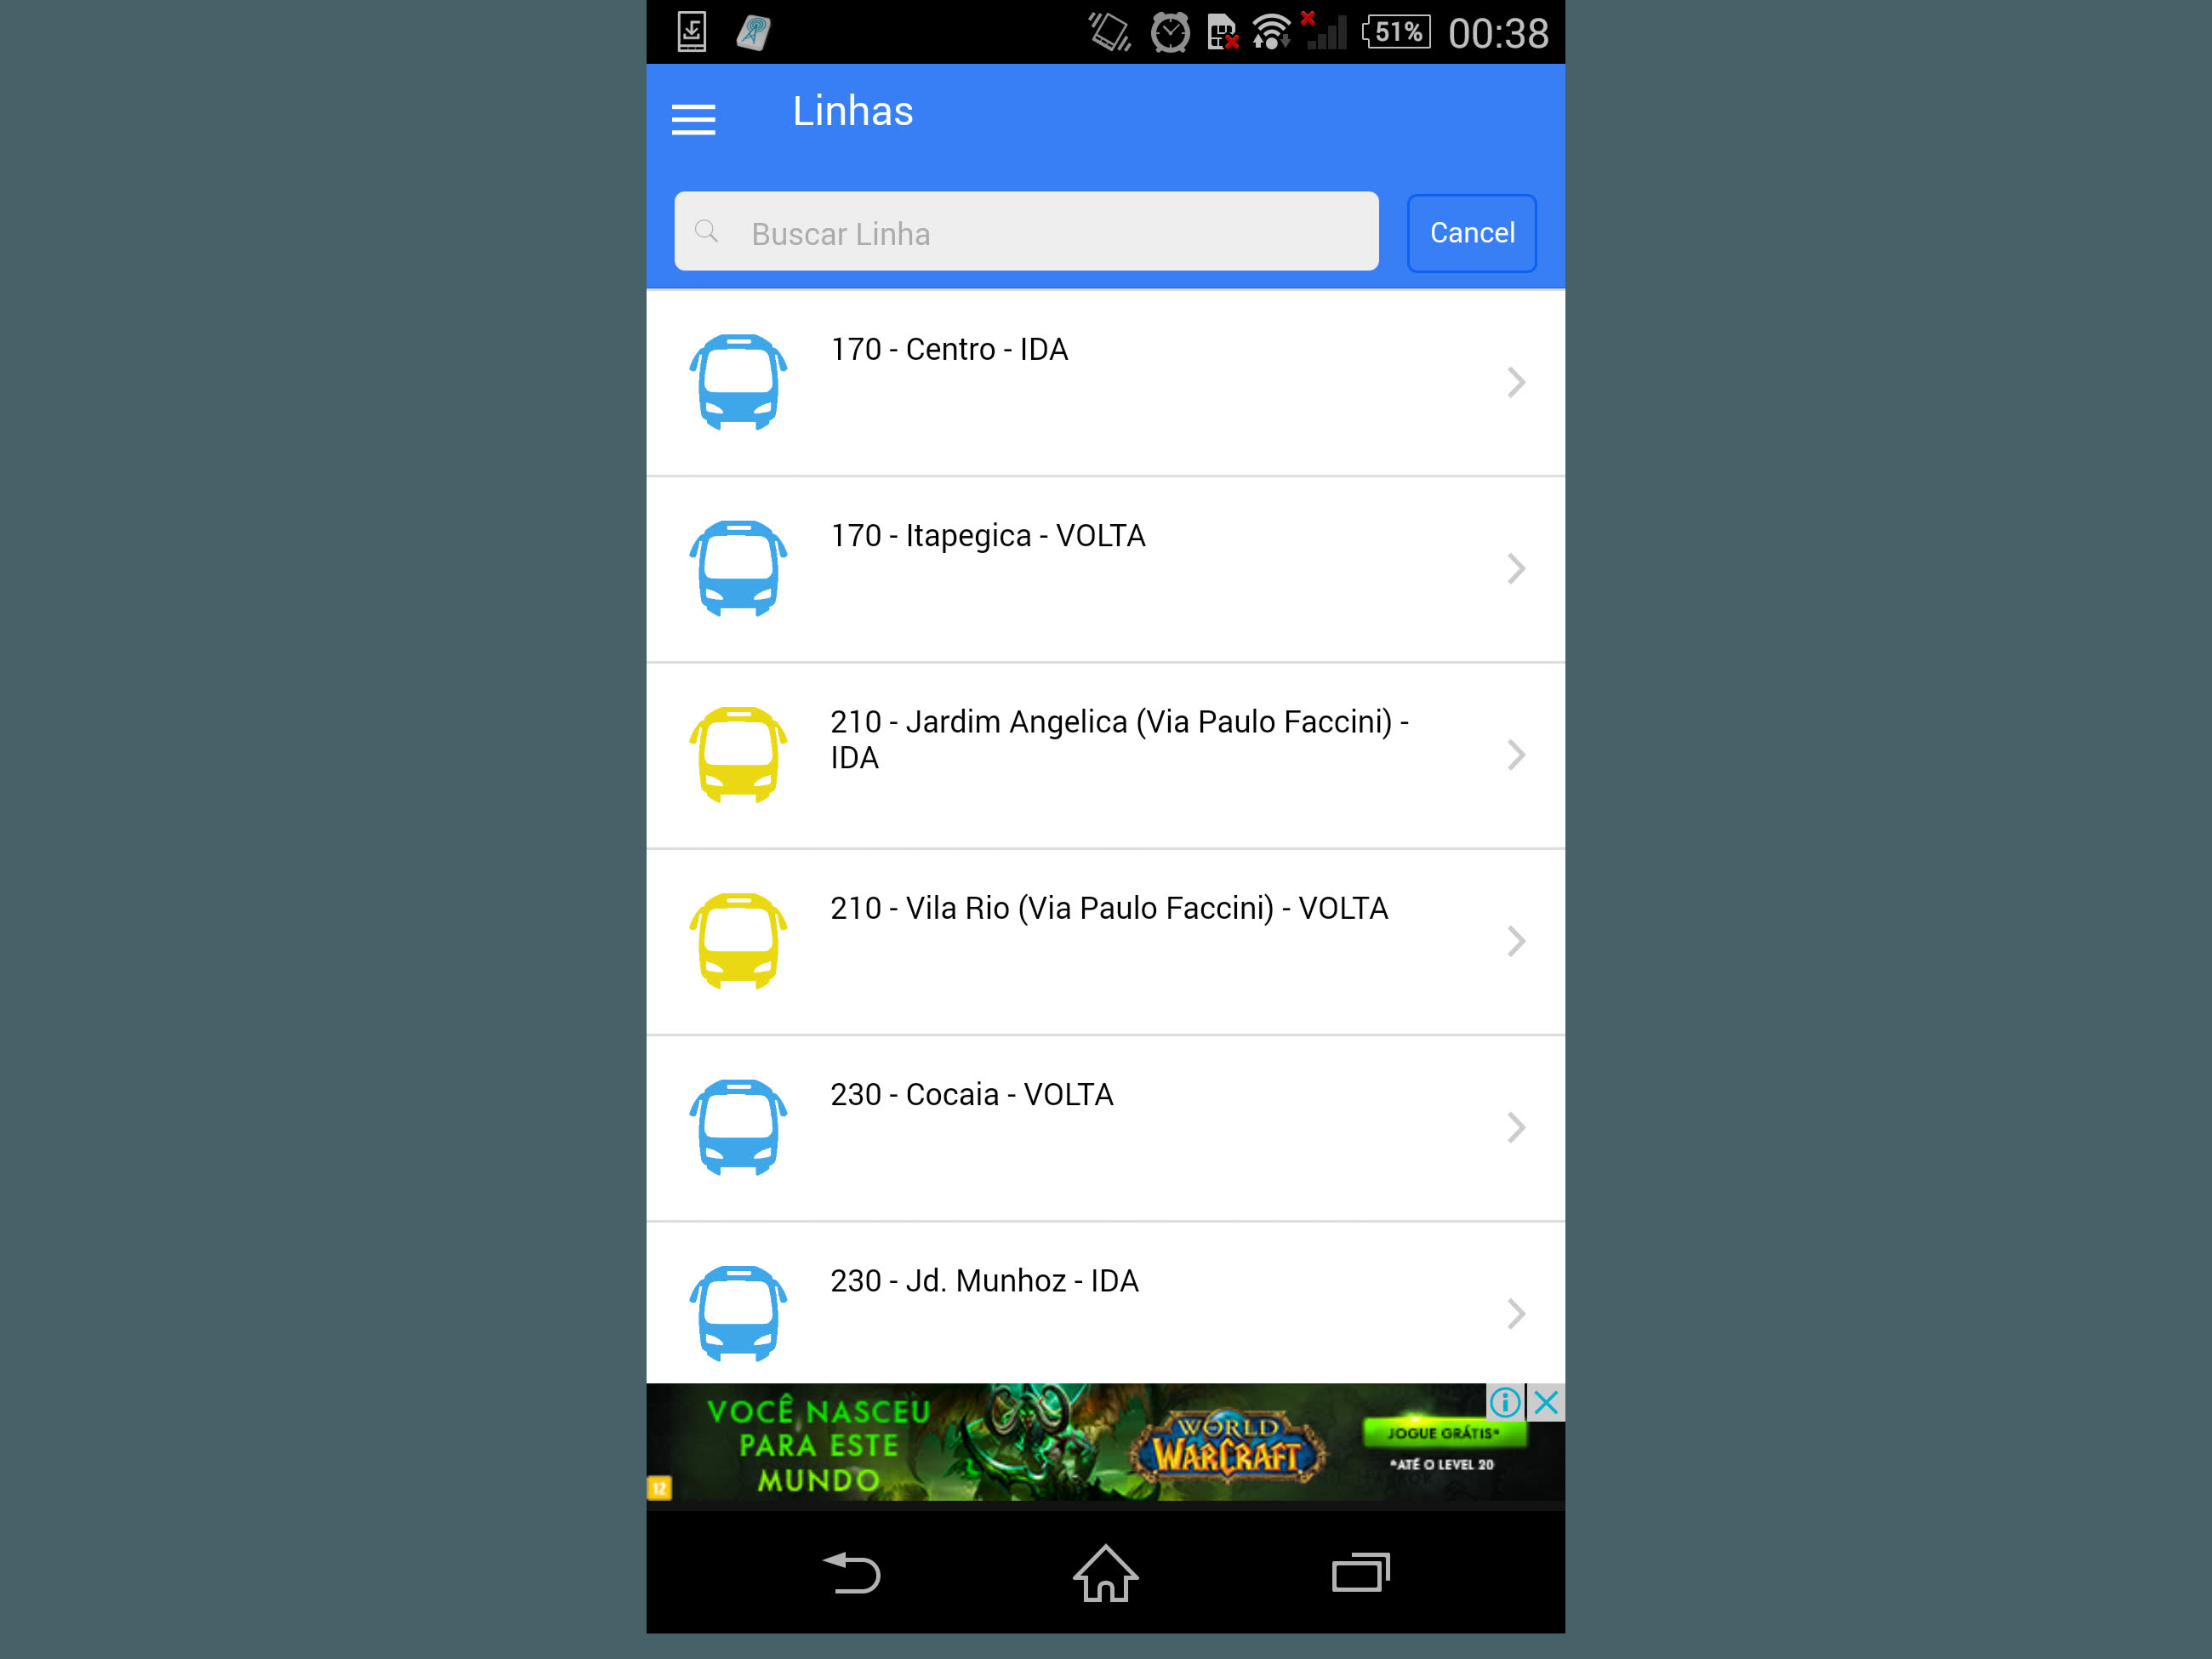 51% 00:38
Linhas
Buscar Linha
Cancel
170 - Centro - IDA
170 - Itapegica - VOLTA
210 - Jardim Angelica (Via Paulo Faccini) -
IDA
210 - Vila Rio (Via Paulo Faccini) - VOLTA
230 - Cocaia - VOLTA
230 - Jd. Munhoz - IDA
VOCÊ NASCEU
PARA ESTE
MUNDO
12
WORLD
WARCRAFT
JOGUE GRÁTIS*
*ATÉ O LEVEL 20